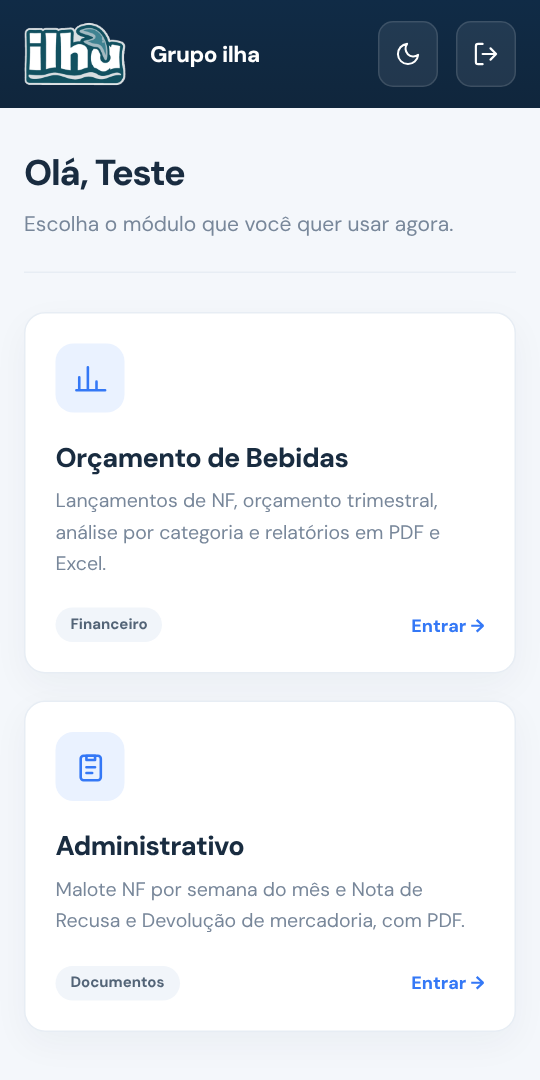 ilha
Grupo ilha
Olá, Teste
Escolha o módulo que você quer usar agora.
Orçamento de Bebidas
Lançamentos de NF, orçamento trimestral,
análise por categoria e relatórios em PDF e
Excel.
Financeiro
Entrar →
Administrativo
Malote NF por semana do mês e Nota de
Recusa e Devolução de mercadoria, com PDF.
Documentos
Entrar →